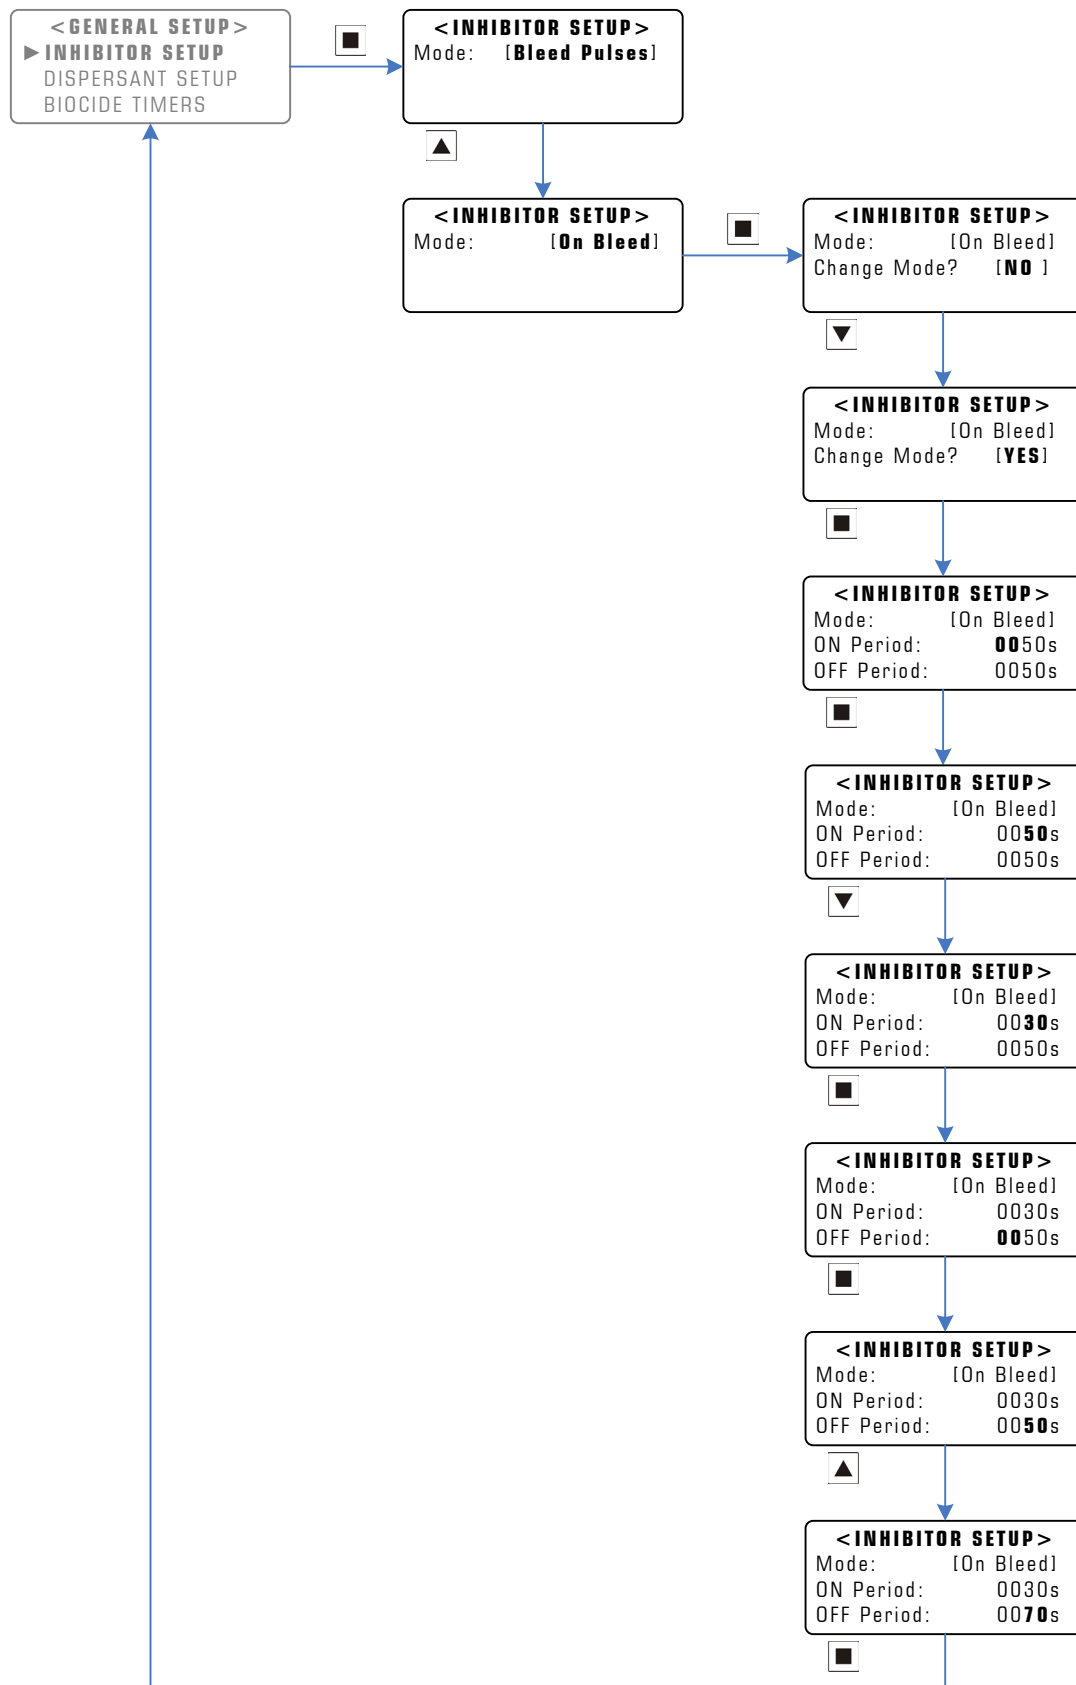 <GENERAL SETUP>
►INHIBITOR SETUP
DISPERSANT SETUP
BIOCIDE TIMERS
<INHIBITOR SETUP>
Mode: [Bleed Pulses]
<INHIBITOR SETUP>
Mode: [On Bleed]
<INHIBITOR SETUP>
Mode: [On Bleed]
Change Mode? [NO ]
<INHIBITOR SETUP>
Mode: [On Bleed]
Change Mode? [YES]
<INHIBITOR SETUP>
Mode: [On Bleed]
ON Period: 0050s
OFF Period: 0050s
<INHIBITOR SETUP>
Mode: [On Bleed]
ON Period: 0050s
OFF Period: 0050s
<INHIBITOR SETUP>
Mode: [On Bleed]
ON Period: 0030s
OFF Period: 0050s
<INHIBITOR SETUP>
Mode: [On Bleed]
ON Period: 0030s
OFF Period: 0050s
<INHIBITOR SETUP>
Mode: [On Bleed]
ON Period: 0030s
OFF Period: 0050s
<INHIBITOR SETUP>
Mode: [On Bleed]
ON Period: 0030s
OFF Period: 0070s